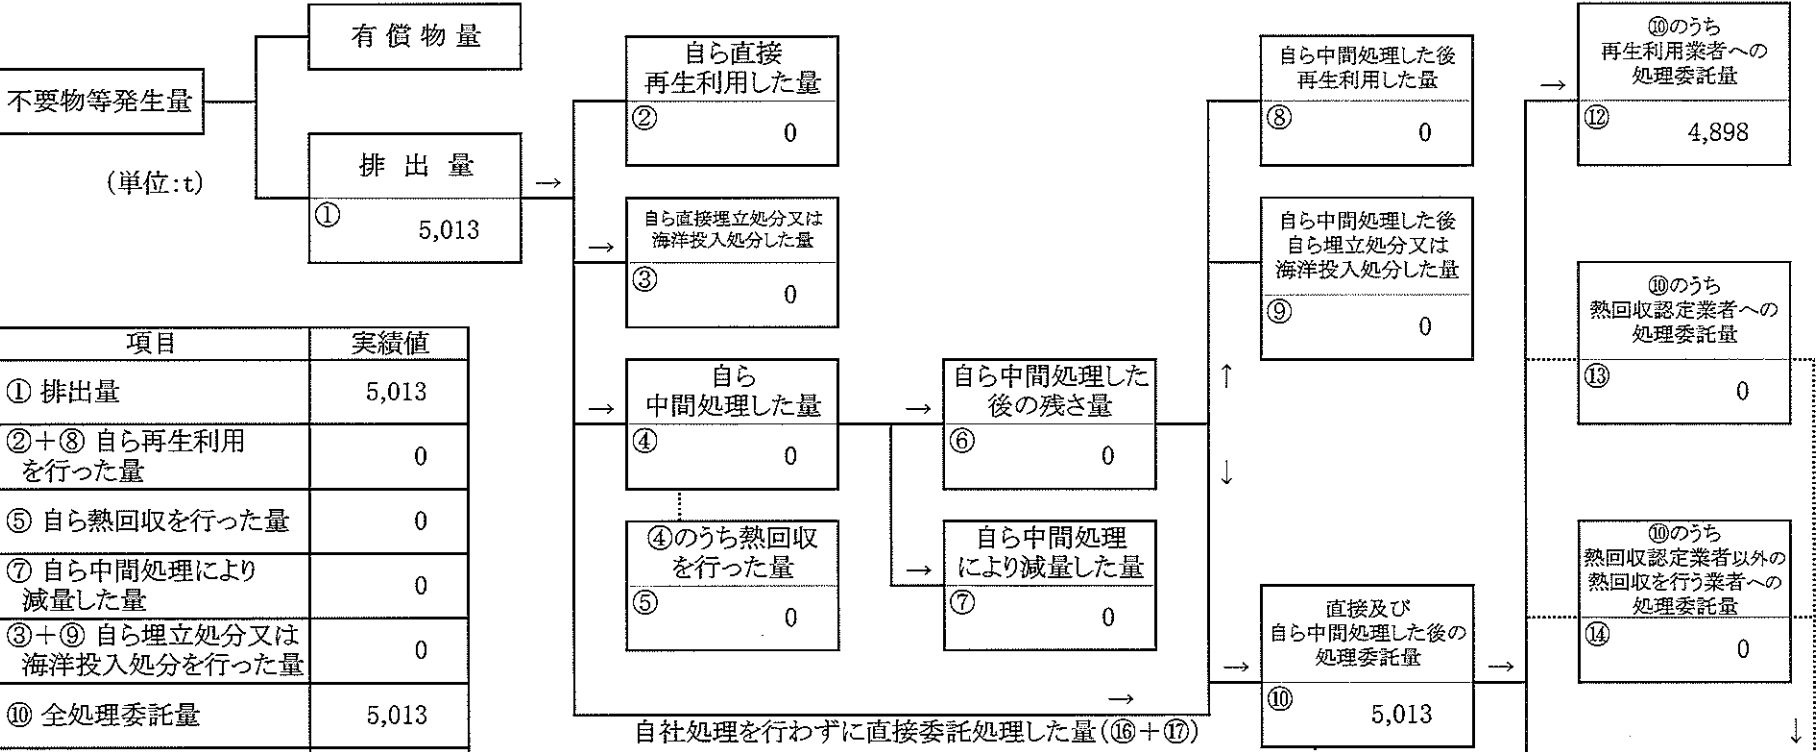 不要物等発生量
(単位:t)
有償物量
排出量
①
5,013
→
自ら直接
再生利用した量
②
0
→
自ら直接埋立処分又は
海洋投入処分した量
③
0
→
自ら
中間処理した量
④
0
④のうち熱回収
を行った量
⑤
0
→
自ら中間処理した
後の残さ量
⑥
0
→
自ら中間処理
により減量した量
⑦
0
→
自社処理を行わずに直接委託処理した量(⑯+⑰)
自ら中間処理した後
再生利用した量
⑧
0
自ら中間処理した後
自ら埋立処分又は
海洋投入処分した量
⑨
0
↑
↓
→
直接及び
自ら中間処理した後の
処理委託量
⑩
5,013
→
→
⑩のうち
再生利用業者への
処理委託量
⑫
4,898
⑩のうち
熱回収認定業者への
処理委託量
⑬
0
⑩のうち
熱回収認定業者以外の
熱回収を行う業者への
処理委託量
⑭
0
↓
項目 実績値
① 排出量 5,013
②+⑧ 自ら再生利用
を行った量 0
⑤ 自ら熱回収を行った量 0
⑦ 自ら中間処理により
減量した量 0
③+⑨ 自ら埋立処分又は
海洋投入処分を行った量 0
⑩ 全処理委託量 5,013